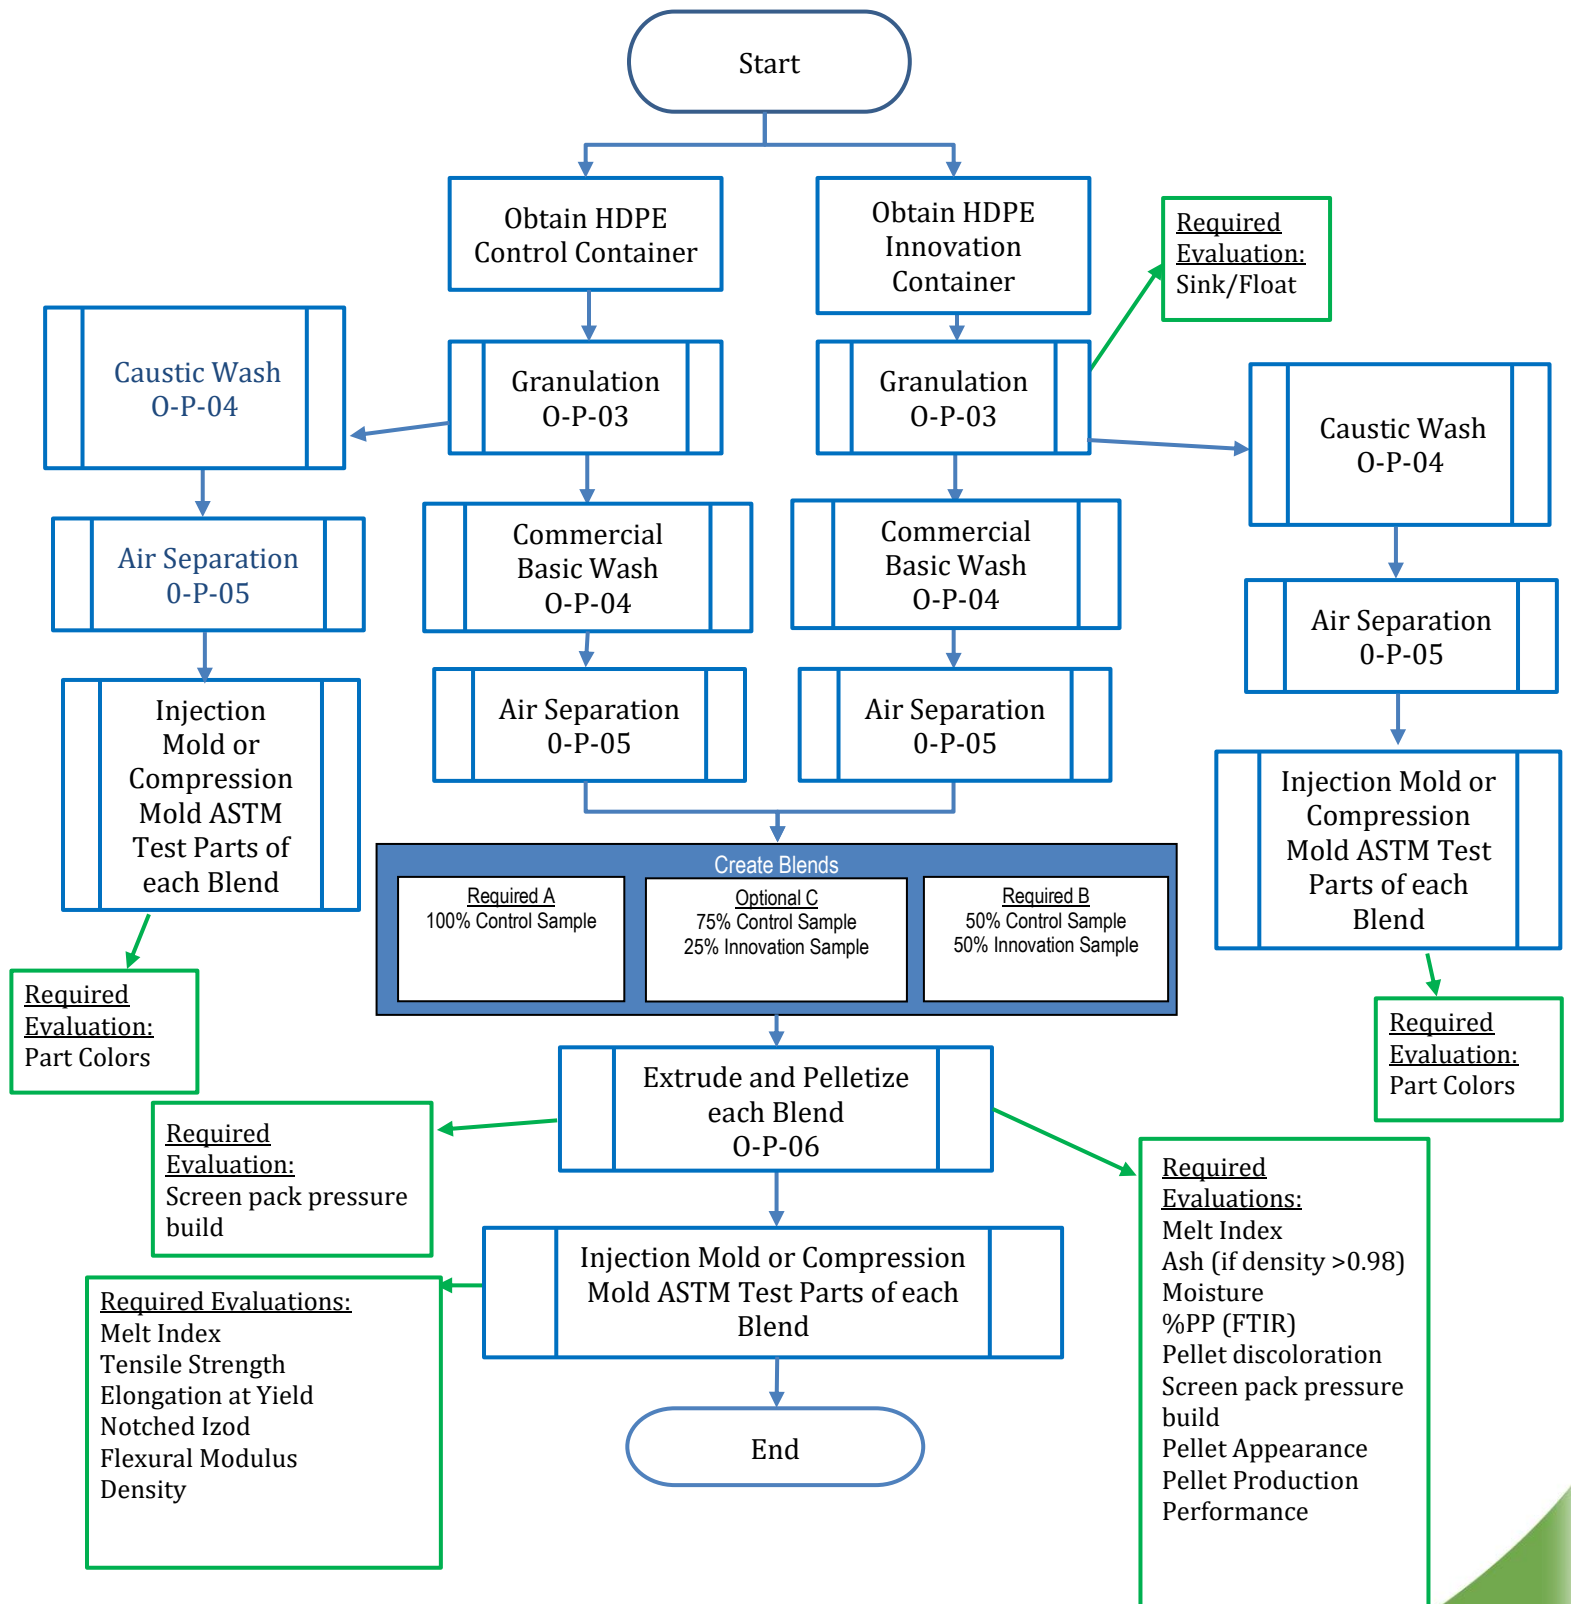 Start
Obtain HDPE
Control Container
Obtain HDPE
Innovation
Container
Required
Evaluation:
Sink/Float
Caustic Wash
O-P-04
Granulation
O-P-03
Granulation
O-P-03
Caustic Wash
O-P-04
Air Separation
0-P-05
Commercial
Basic Wash
O-P-04
Commercial
Basic Wash
O-P-04
Air Separation
0-P-05
Injection
Mold or
Compression
Mold ASTM
Test Parts of
each Blend
Air Separation
0-P-05
Air Separation
0-P-05
Injection Mold or
Compression
Mold ASTM Test
Parts of each
Blend
Create Blends
Required A
100% Control Sample
Optional C
75% Control Sample
25% Innovation Sample
Required B
50% Control Sample
50% Innovation Sample
Required
Evaluation:
Part Colors
Required
Evaluation:
Part Colors
Extrude and Pelletize
each Blend
O-P-06
Required
Evaluation:
Screen pack pressure
build
Required
Evaluations:
Melt Index
Ash (if density >0.98)
Moisture
%PP (FTIR)
Pellet discoloration
Screen pack pressure
build
Pellet Appearance
Pellet Production
Performance
Injection Mold or Compression
Mold ASTM Test Parts of each
Blend
Required Evaluations:
Melt Index
Tensile Strength
Elongation at Yield
Notched Izod
Flexural Modulus
Density
End